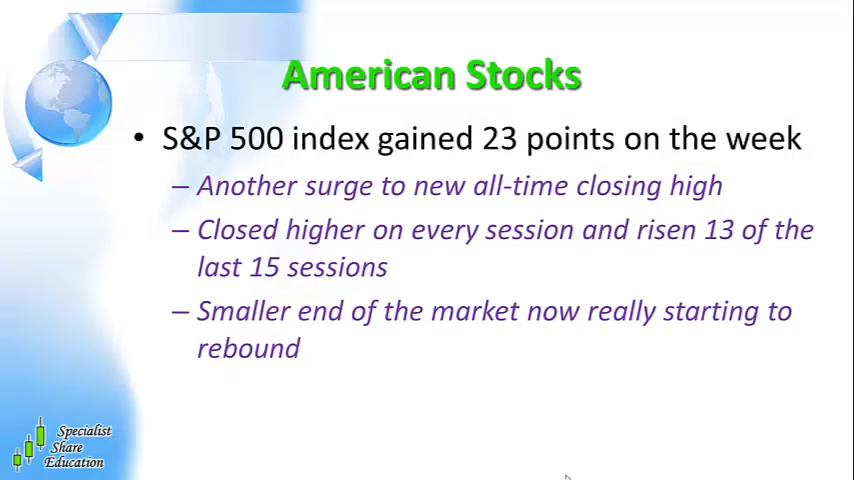 American Stocks
• S&P 500 index gained 23 points on the week
– Another surge to new all-time closing high
– Closed higher on every session and risen 13 of the
last 15 sessions
– Smaller end of the market now really starting to
rebound
Specialist
Share
Education